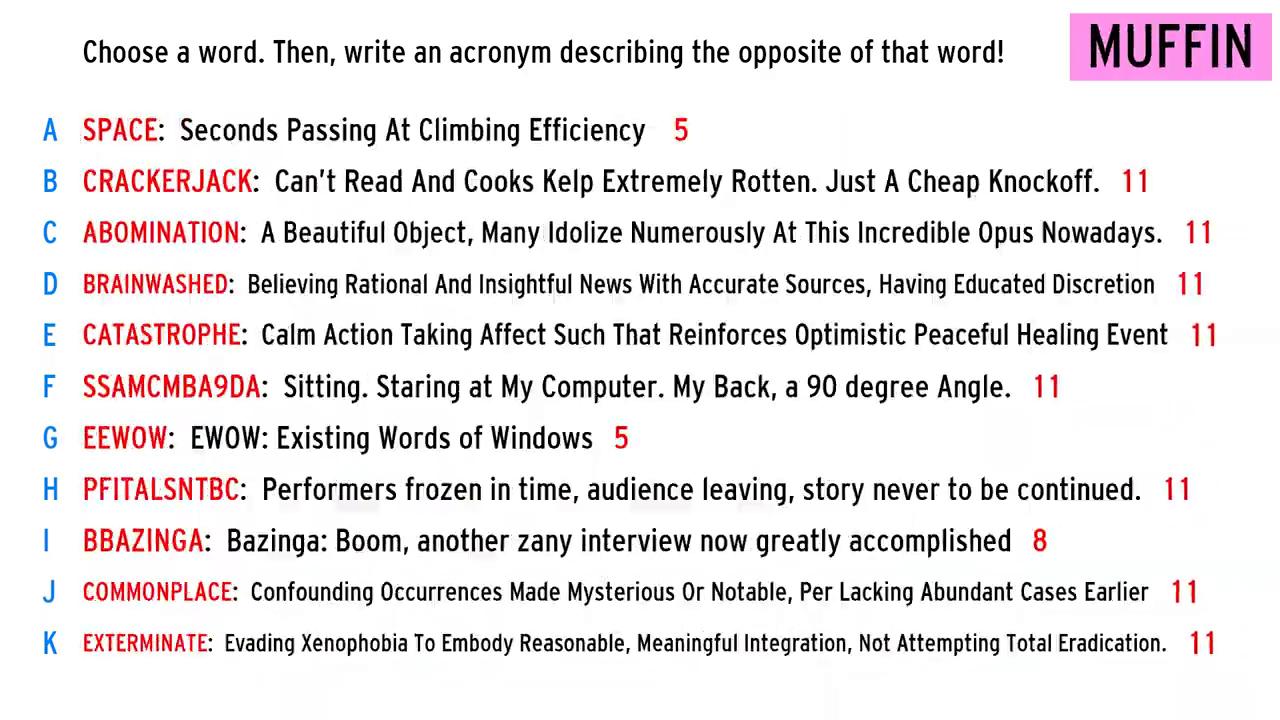 Choose a word. Then, write an acronym describing the opposite of that word!
MUFFIN
A SPACE: Seconds Passing At Climbing Efficiency 5
B CRACKERJACK: Can't Read And Cooks Kelp Extremely Rotten. Just A Cheap Knockoff. 11
C ABOMINATION: A Beautiful Object, Many Idolize Numerously At This Incredible Opus Nowadays. 11
D BRAINWASHED: Believing Rational And Insightful News With Accurate Sources, Having Educated Discretion 11
E CATASTROPHE: Calm Action Taking Affect Such That Reinforces Optimistic Peaceful Healing Event 11
F SSAMCMBA9DA: Sitting. Staring at My Computer. My Back, a 90 degree Angle. 11
G EEWOW: EWOW: Existing Words of Windows 5
H PFITALSNTBC: Performers frozen in time, audience leaving, story never to be continued. 11
I BBAZINGA: Bazinga: Boom, another zany interview now greatly accomplished 8
J COMMONPLACE: Confounding Occurrences Made Mysterious Or Notable, Per Lacking Abundant Cases Earlier 11
K EXTERMINATE: Evading Xenophobia To Embody Reasonable, Meaningful Integration, Not Attempting Total Eradication. 11